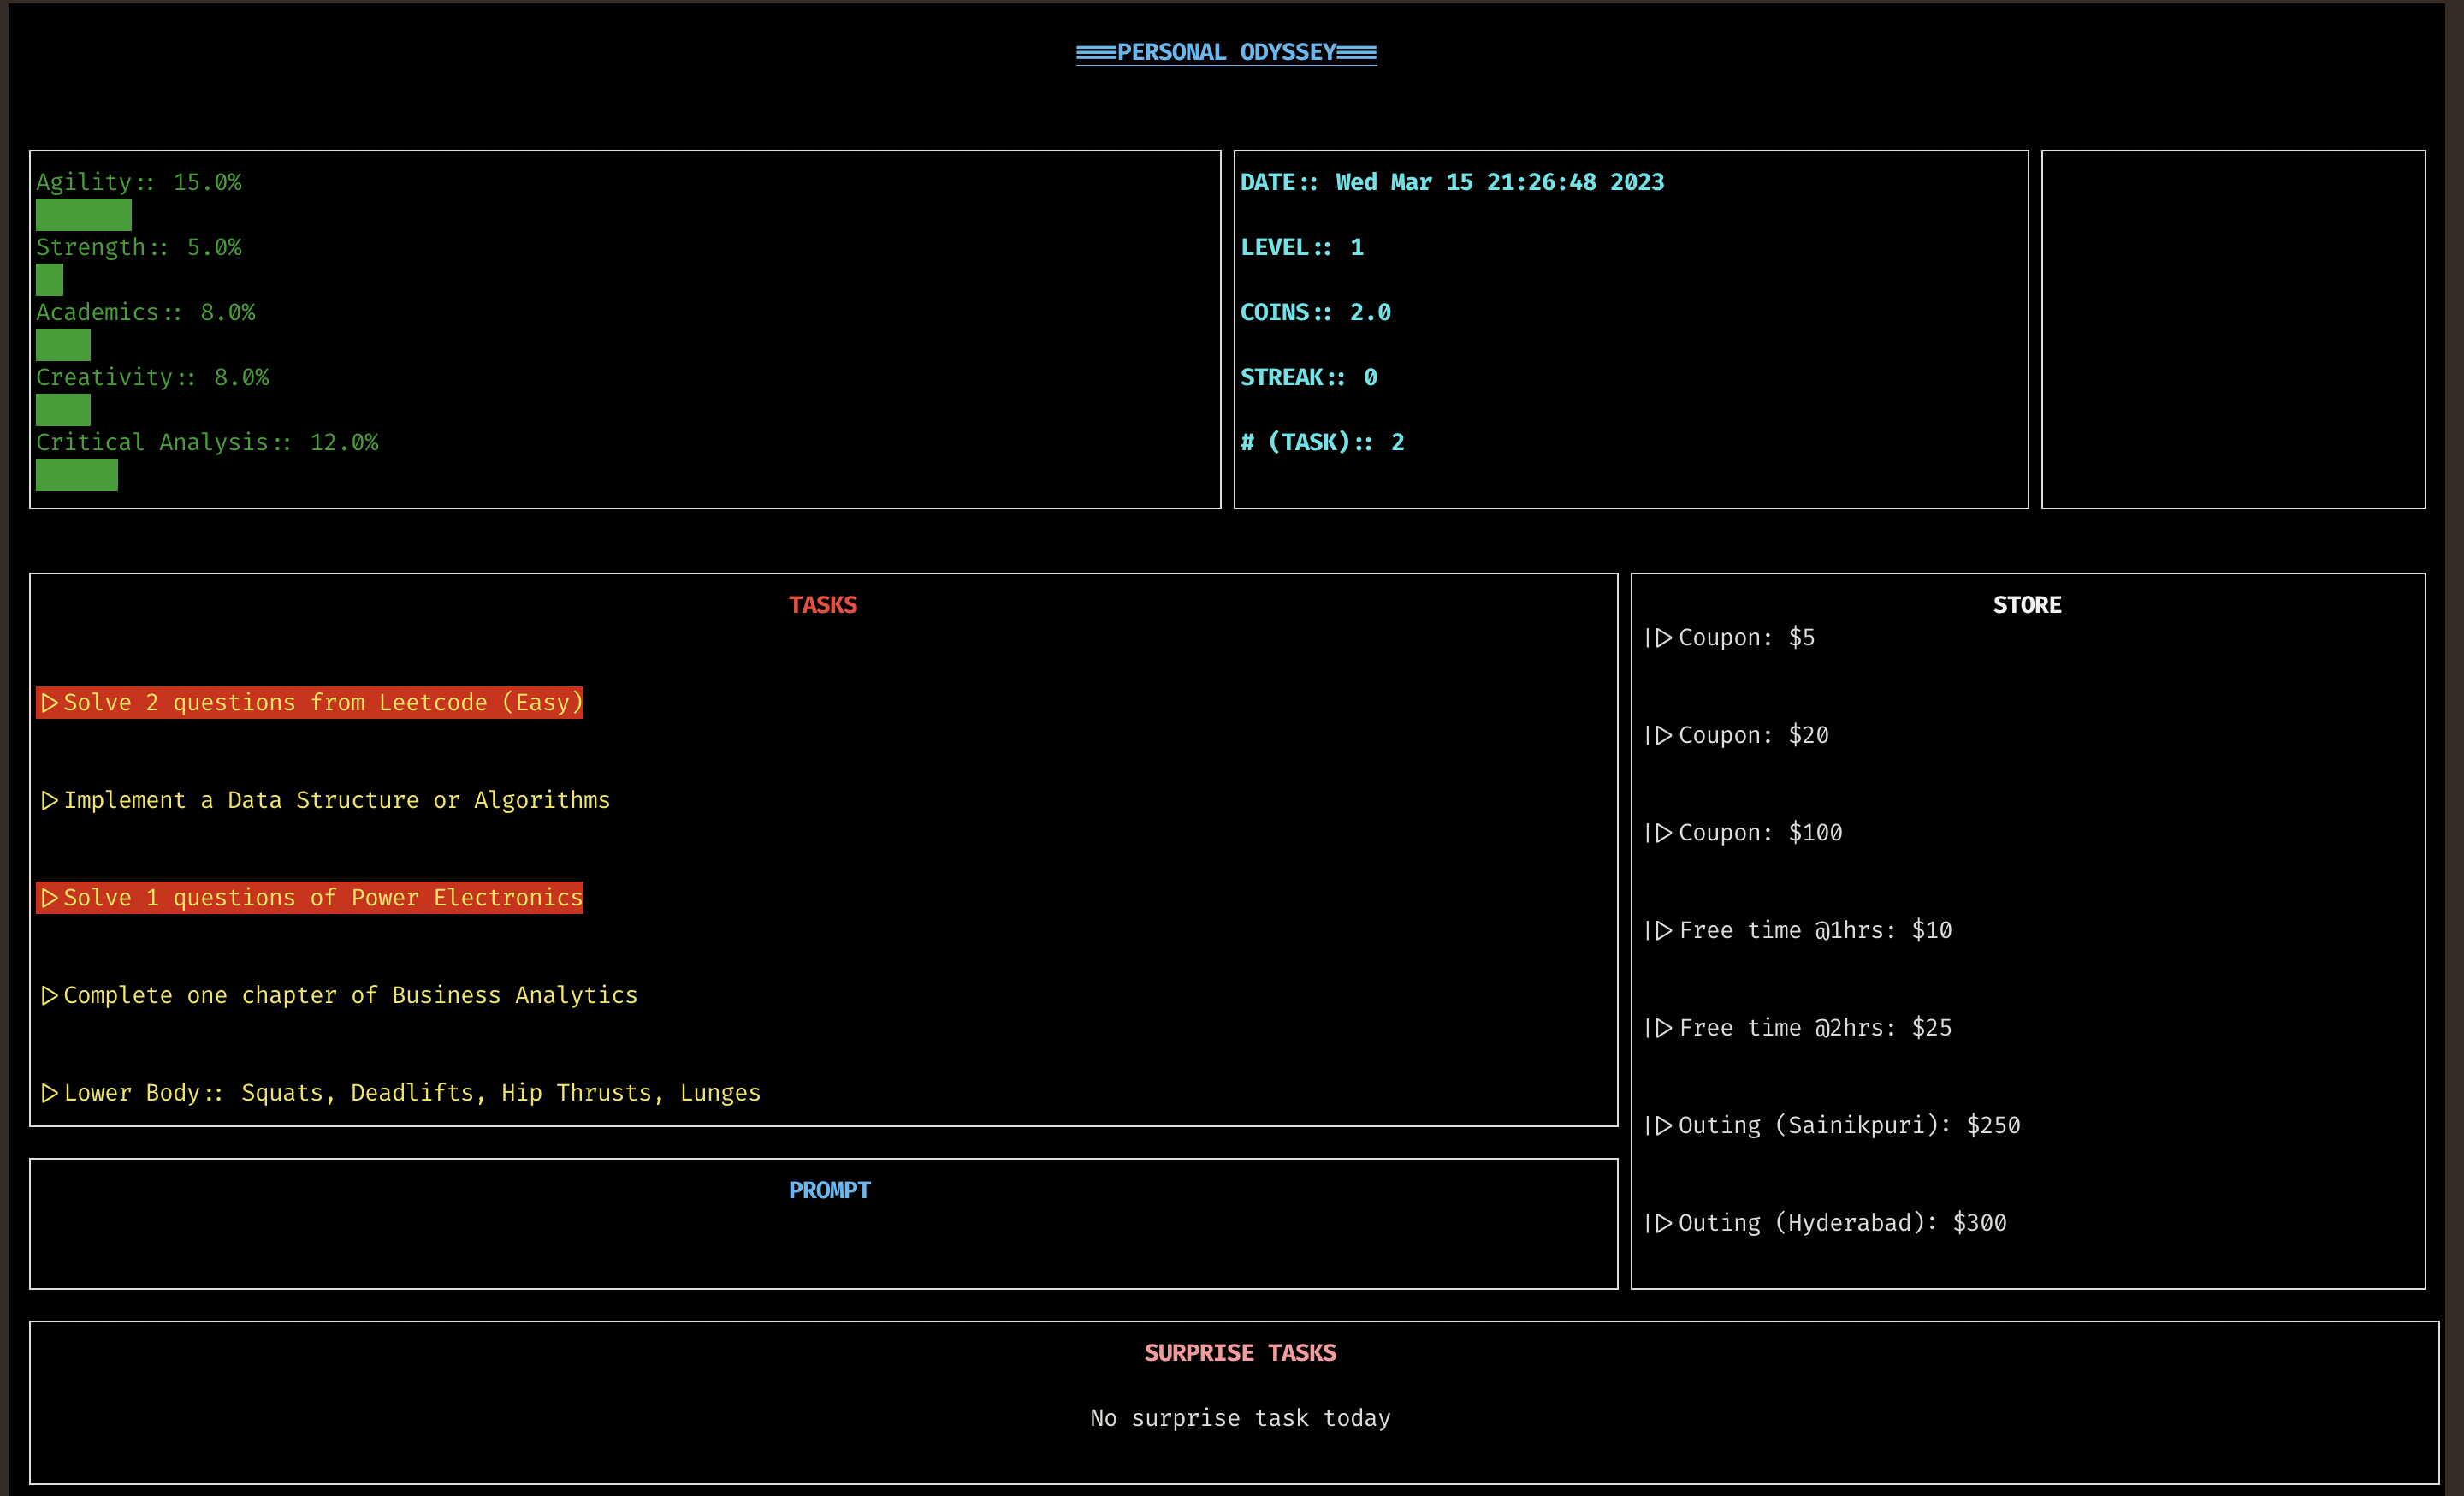 ≡≡≡PERSONAL ODYSSEY≡≡≡
Agility:: 15.0%
Strength:: 5.0%
Academics:: 8.0%
Creativity:: 8.0%
Critical Analysis:: 12.0%
DATE:: Wed Mar 15 21:26:48 2023
LEVEL:: 1
COINS:: 2.0
STREAK:: 0
# (TASK):: 2
TASKS
▷Solve 2 questions from Leetcode (Easy)
▷Implement a Data Structure or Algorithms
▷Solve 1 questions of Power Electronics
▷Complete one chapter of Business Analytics
▷Lower Body:: Squats, Deadlifts, Hip Thrusts, Lunges
STORE
|▷Coupon: $5
|▷Coupon: $20
|▷Coupon: $100
|▷Free time @1hrs: $10
|▷Free time @2hrs: $25
|▷Outing (Sainikpuri): $250
|▷Outing (Hyderabad): $300
PROMPT
SURPRISE TASKS
No surprise task today